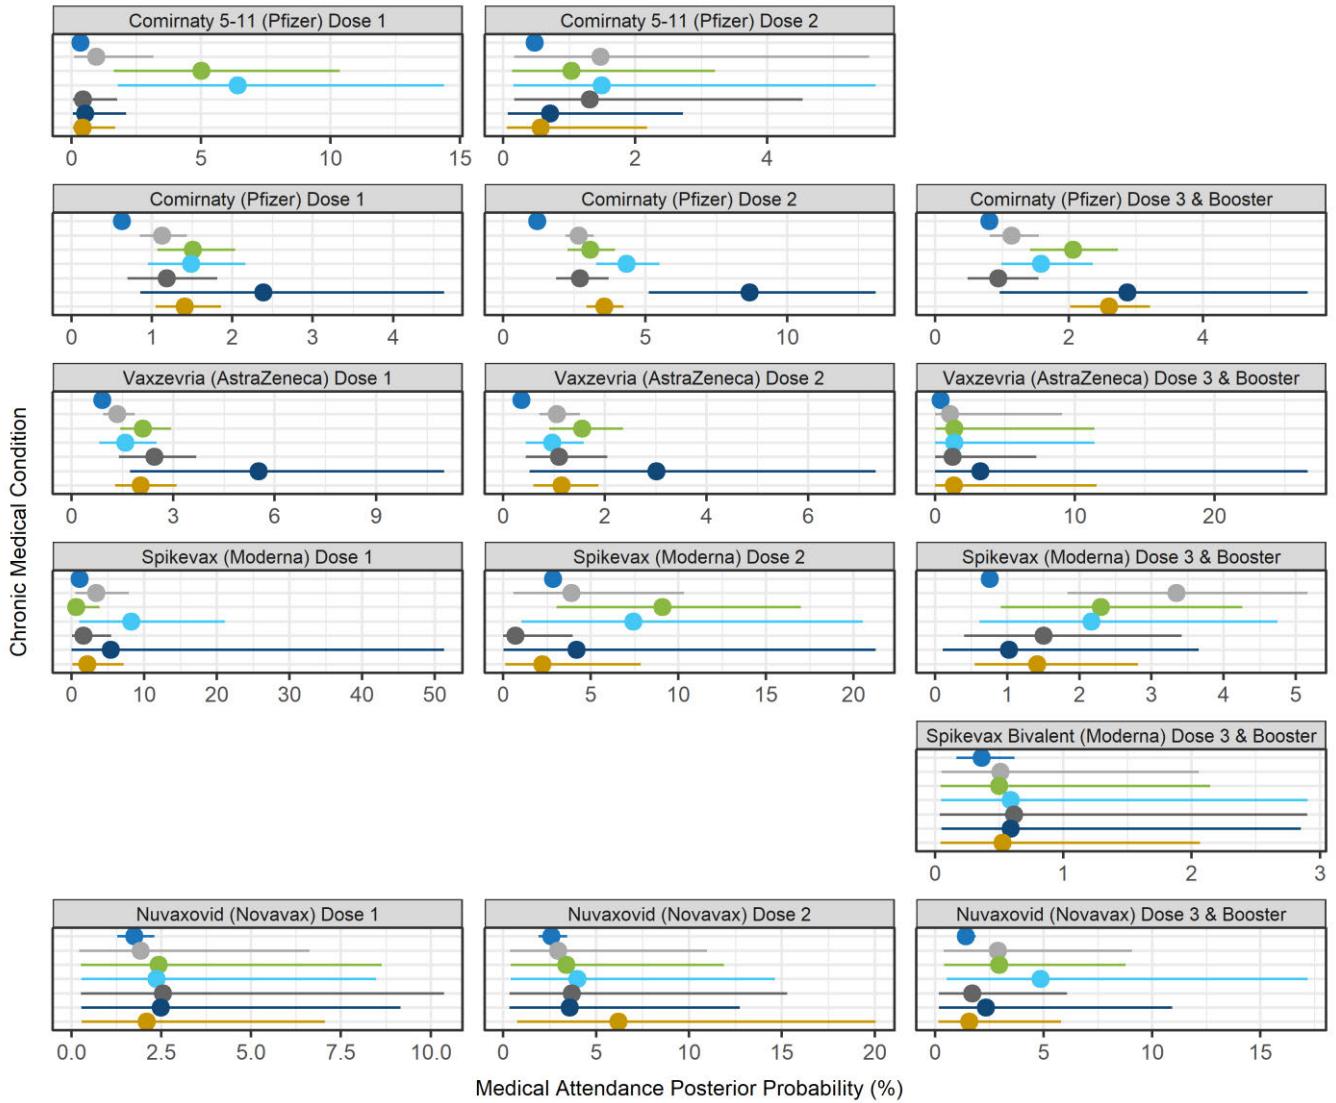 Comirnaty 5-11 (Pfizer) Dose 1
Comirnaty 5-11 (Pfizer) Dose 2
0 5 10 15
0 2 4
Comirnaty (Pfizer) Dose 1
Comirnaty (Pfizer) Dose 2
Comirnaty (Pfizer) Dose 3 & Booster
0 1 2 3 4
0 5 10
0 2 4
Vaxzevria (AstraZeneca) Dose 1
Vaxzevria (AstraZeneca) Dose 2
Vaxzevria (AstraZeneca) Dose 3 & Booster
0 3 6 9
0 2 4 6
0 10 20
Chronic Medical Condition
Spikevax (Moderna) Dose 1
Spikevax (Moderna) Dose 2
Spikevax (Moderna) Dose 3 & Booster
0 10 20 30 40 50
0 5 10 15 20
0 1 2 3 4 5
Spikevax Bivalent (Moderna) Dose 3 & Booster
0 1 2 3
Nuvaxovid (Novavax) Dose 1
Nuvaxovid (Novavax) Dose 2
Nuvaxovid (Novavax) Dose 3 & Booster
0.0 2.5 5.0 7.5 10.0
0 5 10 15 20
0 5 10 15
Medical Attendance Posterior Probability (%)